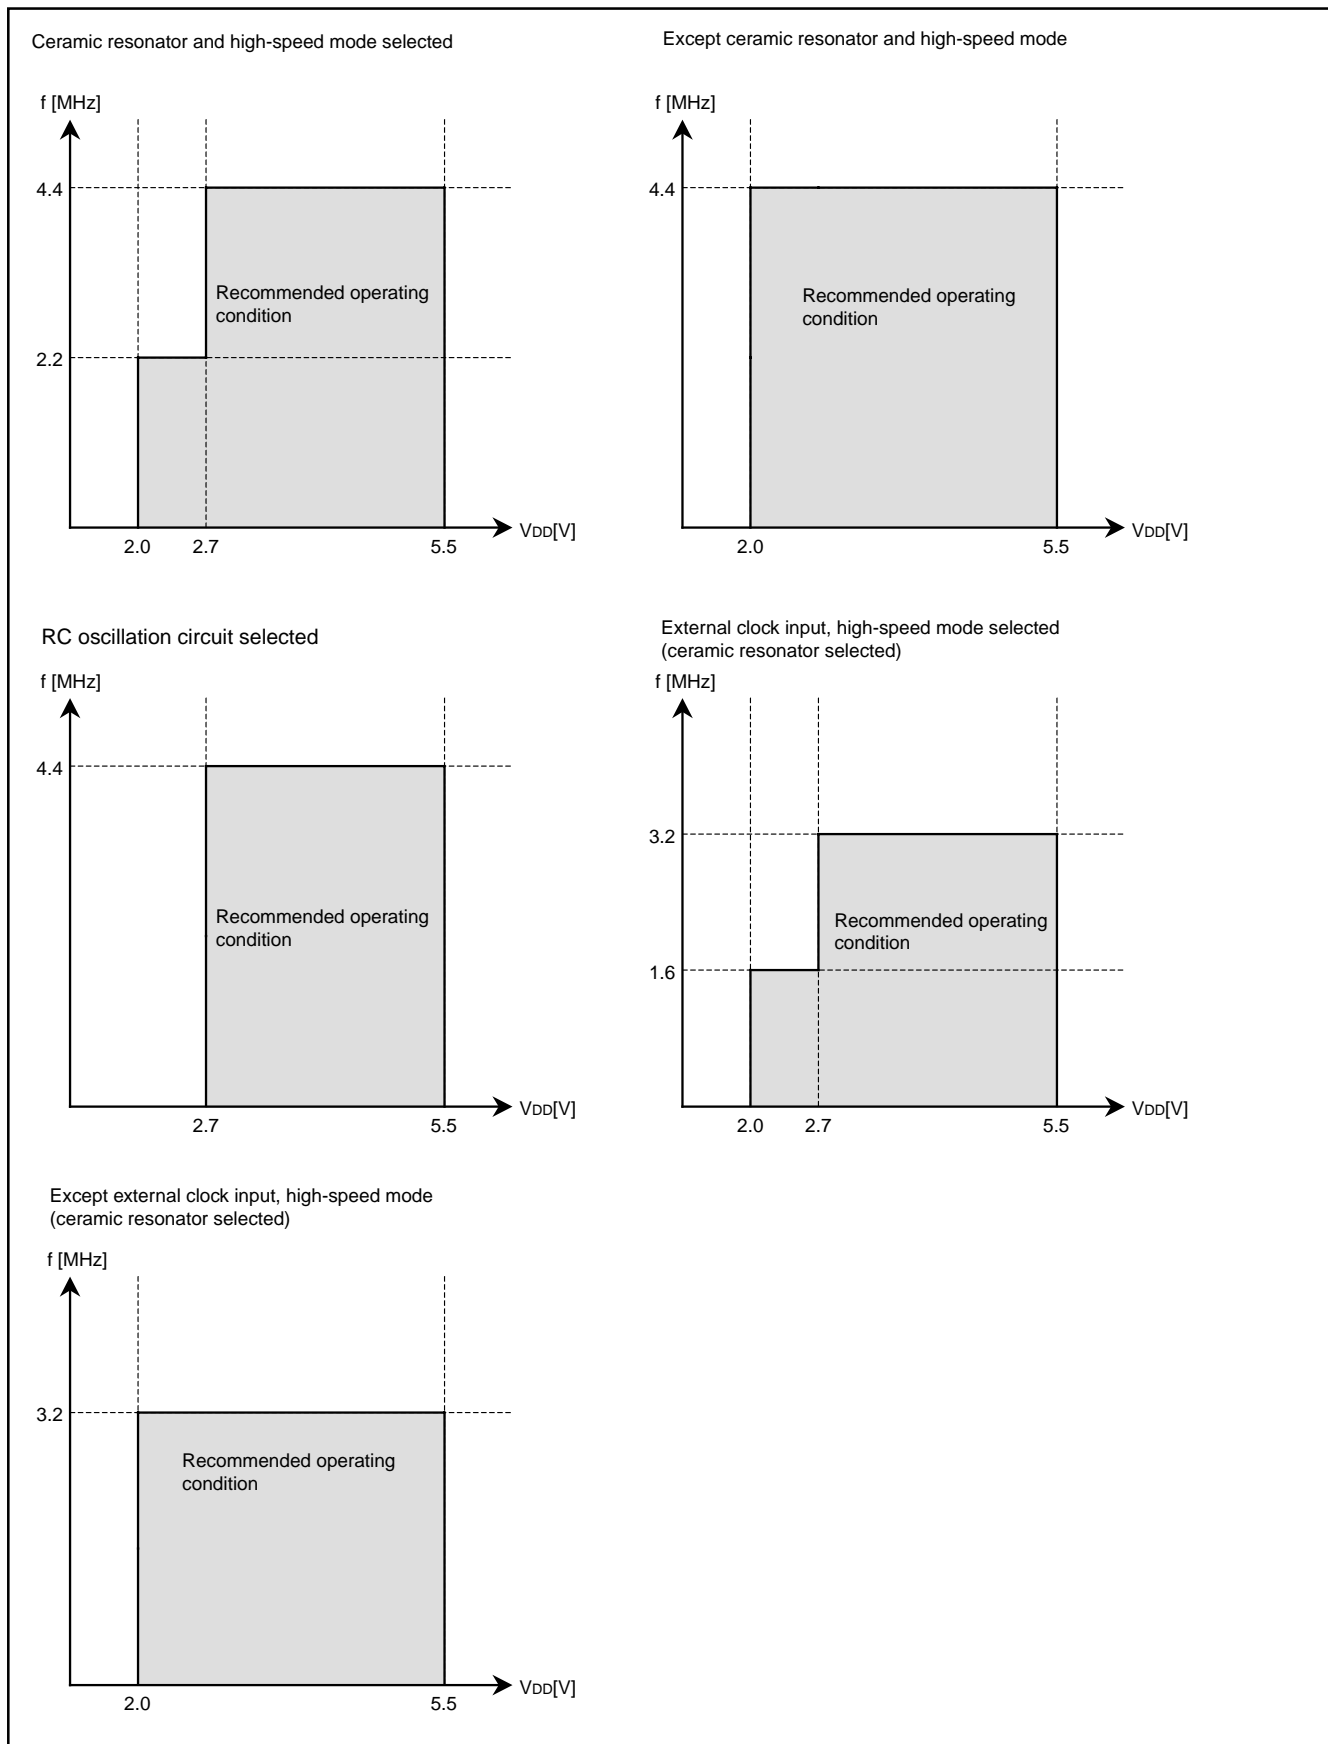 Ceramic resonator and high-speed mode selected
f [MHz]
4.4
Recommended operating
condition
2.2
VDD[V]
2.0 2.7 5.5
Except ceramic resonator and high-speed mode
f [MHz]
4.4
Recommended operating
condition
VDD[V]
2.0 5.5
RC oscillation circuit selected
f [MHz]
4.4
Recommended operating
condition
VDD[V]
2.7 5.5
External clock input, high-speed mode selected
(ceramic resonator selected)
f [MHz]
3.2
Recommended operating
condition
1.6
VDD[V]
2.0 2.7 5.5
Except external clock input, high-speed mode
(ceramic resonator selected)
f [MHz]
3.2
Recommended operating
condition
VDD[V]
2.0 5.5